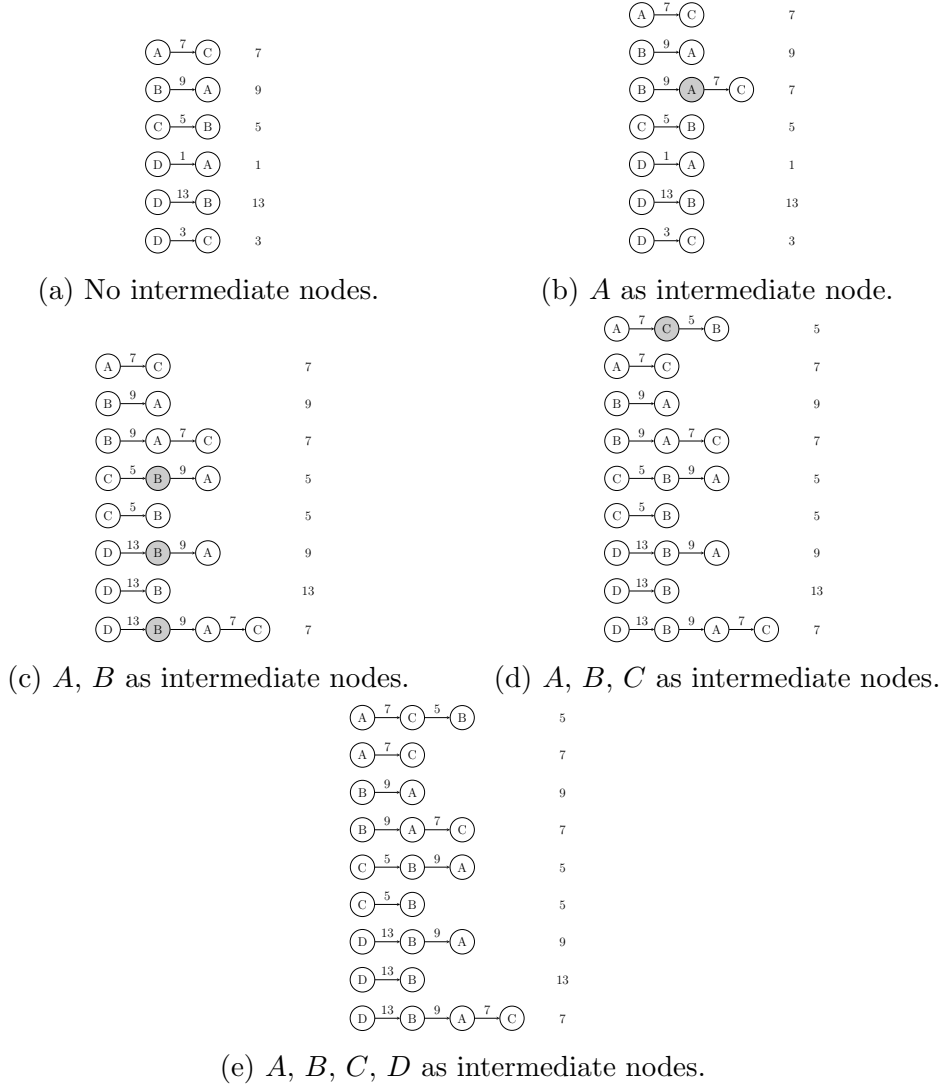 A 7 C 7
B 9 A 9
C 5 B 5
D 1 A 1
D 13 B 13
D 3 C 3
(a) No intermediate nodes.
A 7 C 7
B 9 A 9
B 9 A 7 C 7
C 5 B 5
D 1 A 1
D 13 B 13
D 3 C 3
(b) A as intermediate node.
A 7 C 7
B 9 A 9
B 9 A 7 C 7
C 5 B 9 A 5
C 5 B 5
D 13 B 9 A 9
D 13 B 13
D 13 B 9 A 7 C 7
(c) A, B as intermediate nodes.
A 7 C 5 B 5
A 7 C 7
B 9 A 9
B 9 A 7 C 7
C 5 B 9 A 5
C 5 B 5
D 13 B 9 A 9
D 13 B 13
D 13 B 9 A 7 C 7
(d) A, B, C as intermediate nodes.
A 7 C 5 B 5
A 7 C 7
B 9 A 9
B 9 A 7 C 7
C 5 B 9 A 5
C 5 B 5
D 13 B 9 A 9
D 13 B 13
D 13 B 9 A 7 C 7
(e) A, B, C, D as intermediate nodes.